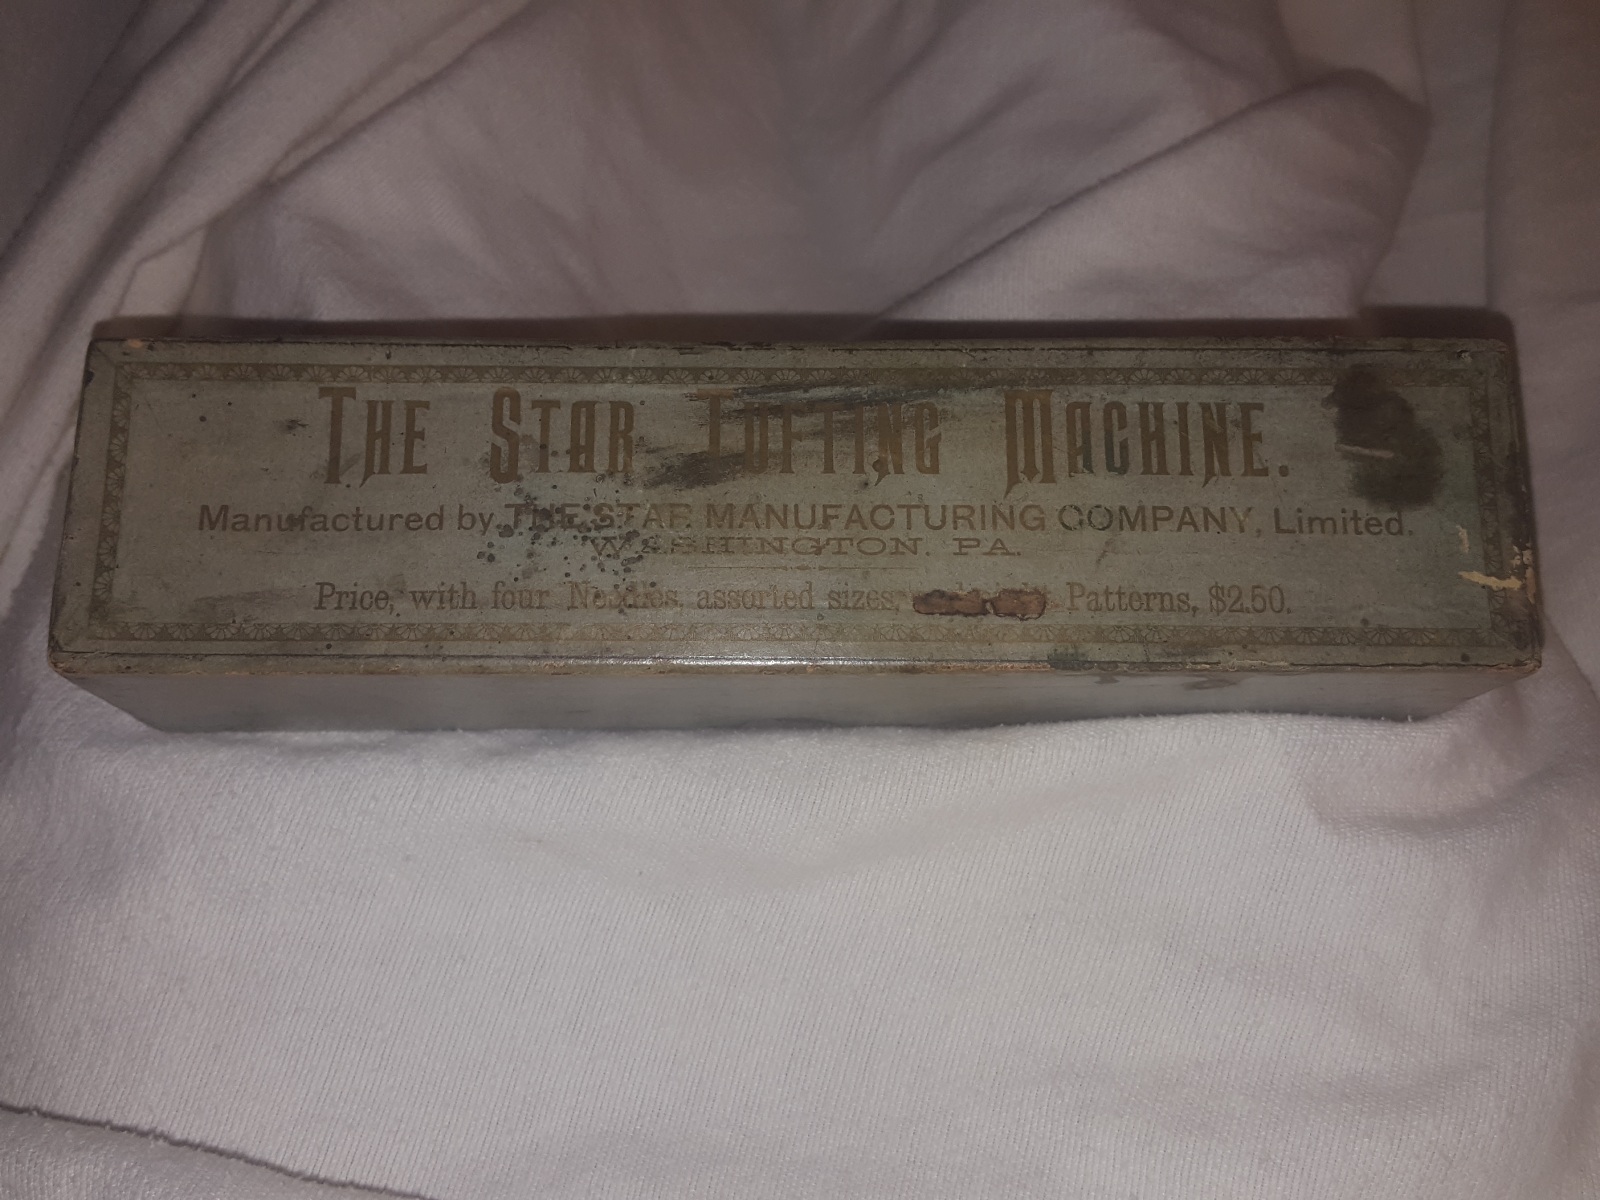 THE STAR TUFTING MACHINE.
Manufactured by THE STAR MANUFACTURING COMPANY, Limited.
WASHINGTON. PA.
Price, with four Needles, assorted sizes, Patterns, $2.50.